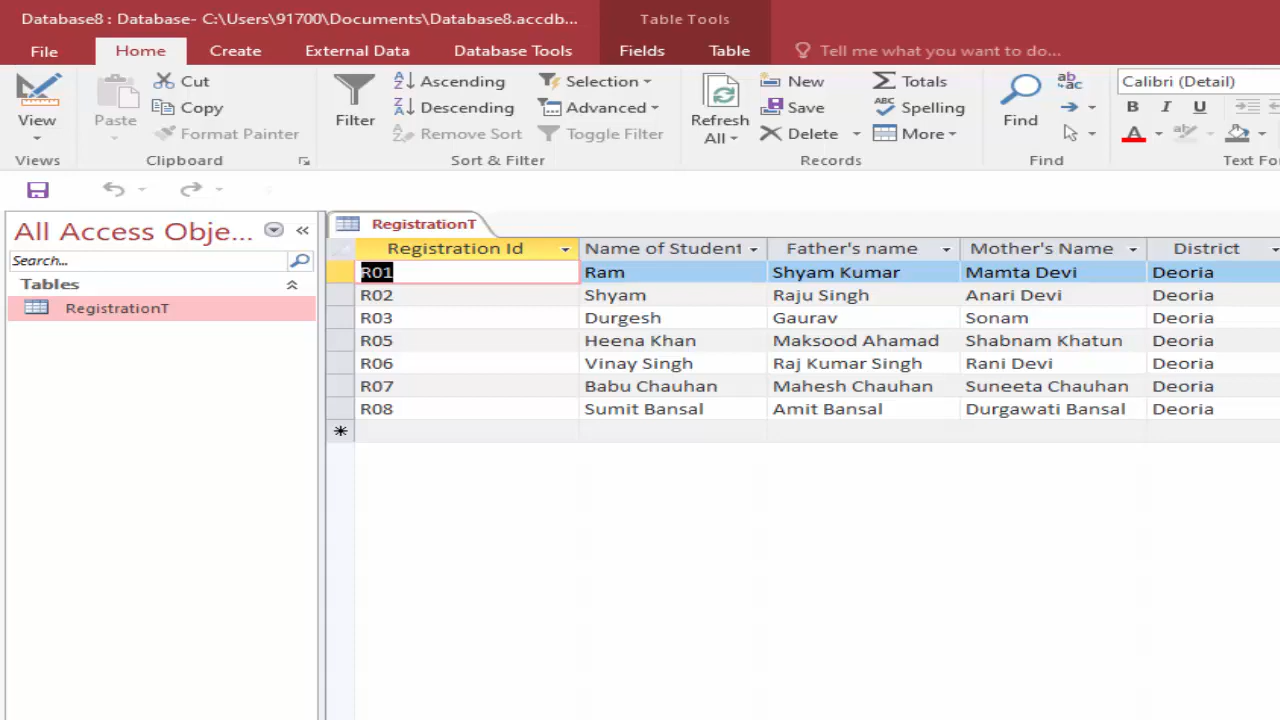 Database8 : Database- C:\Users\91700\Documents\Database8.accdb...
Table Tools
File Home Create External Data Database Tools Fields Table Tell me what you want to do...
View
Views
Paste
Cut
Copy
Format Painter
Clipboard
Filter
Ascending
Descending
Remove Sort
Selection
Advanced
Toggle Filter
Sort & Filter
Refresh
All
New
Save
Delete
Totals
Spelling
More
Records
Find
Find
Calibri (Detail)
B I U
A
Text Fo
All Access Obje...
Search...
Tables
RegistrationT
RegistrationT
Registration Id Name of Student Father's name Mother's Name District
R01 Ram Shyam Kumar Mamta Devi Deoria
R02 Shyam Raju Singh Anari Devi Deoria
R03 Durgesh Gaurav Sonam Deoria
R05 Heena Khan Maksood Ahamad Shabnam Khatun Deoria
R06 Vinay Singh Raj Kumar Singh Rani Devi Deoria
R07 Babu Chauhan Mahesh Chauhan Suneeta Chauhan Deoria
R08 Sumit Bansal Amit Bansal Durgawati Bansal Deoria